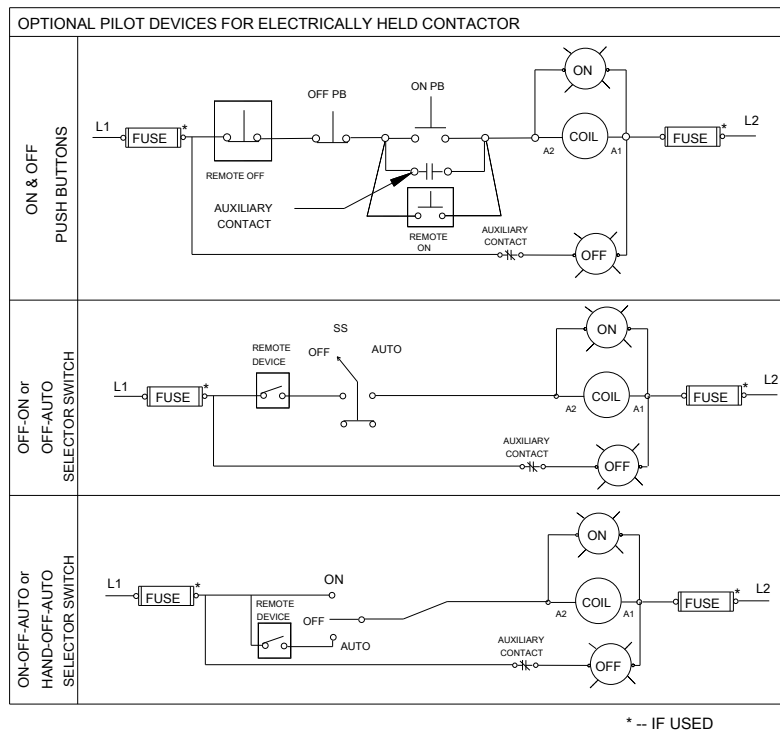 OPTIONAL PILOT DEVICES FOR ELECTRICALLY HELD CONTACTOR
ON & OFF
PUSH BUTTONS
L1
FUSE
*
REMOTE OFF
OFF PB
ON PB
AUXILIARY
CONTACT
REMOTE
ON
AUXILIARY
CONTACT
ON
COIL
A2
A1
OFF
FUSE
*
L2
OFF-ON or
OFF-AUTO
SELECTOR SWITCH
L1
FUSE
*
REMOTE
DEVICE
SS
OFF
AUTO
AUXILIARY
CONTACT
ON
COIL
A2
A1
OFF
FUSE
*
L2
ON-OFF-AUTO or
HAND-OFF-AUTO
SELECTOR SWITCH
L1
FUSE
*
REMOTE
DEVICE
ON
OFF
AUTO
AUXILIARY
CONTACT
ON
COIL
A2
A1
OFF
FUSE
*
L2
* -- IF USED